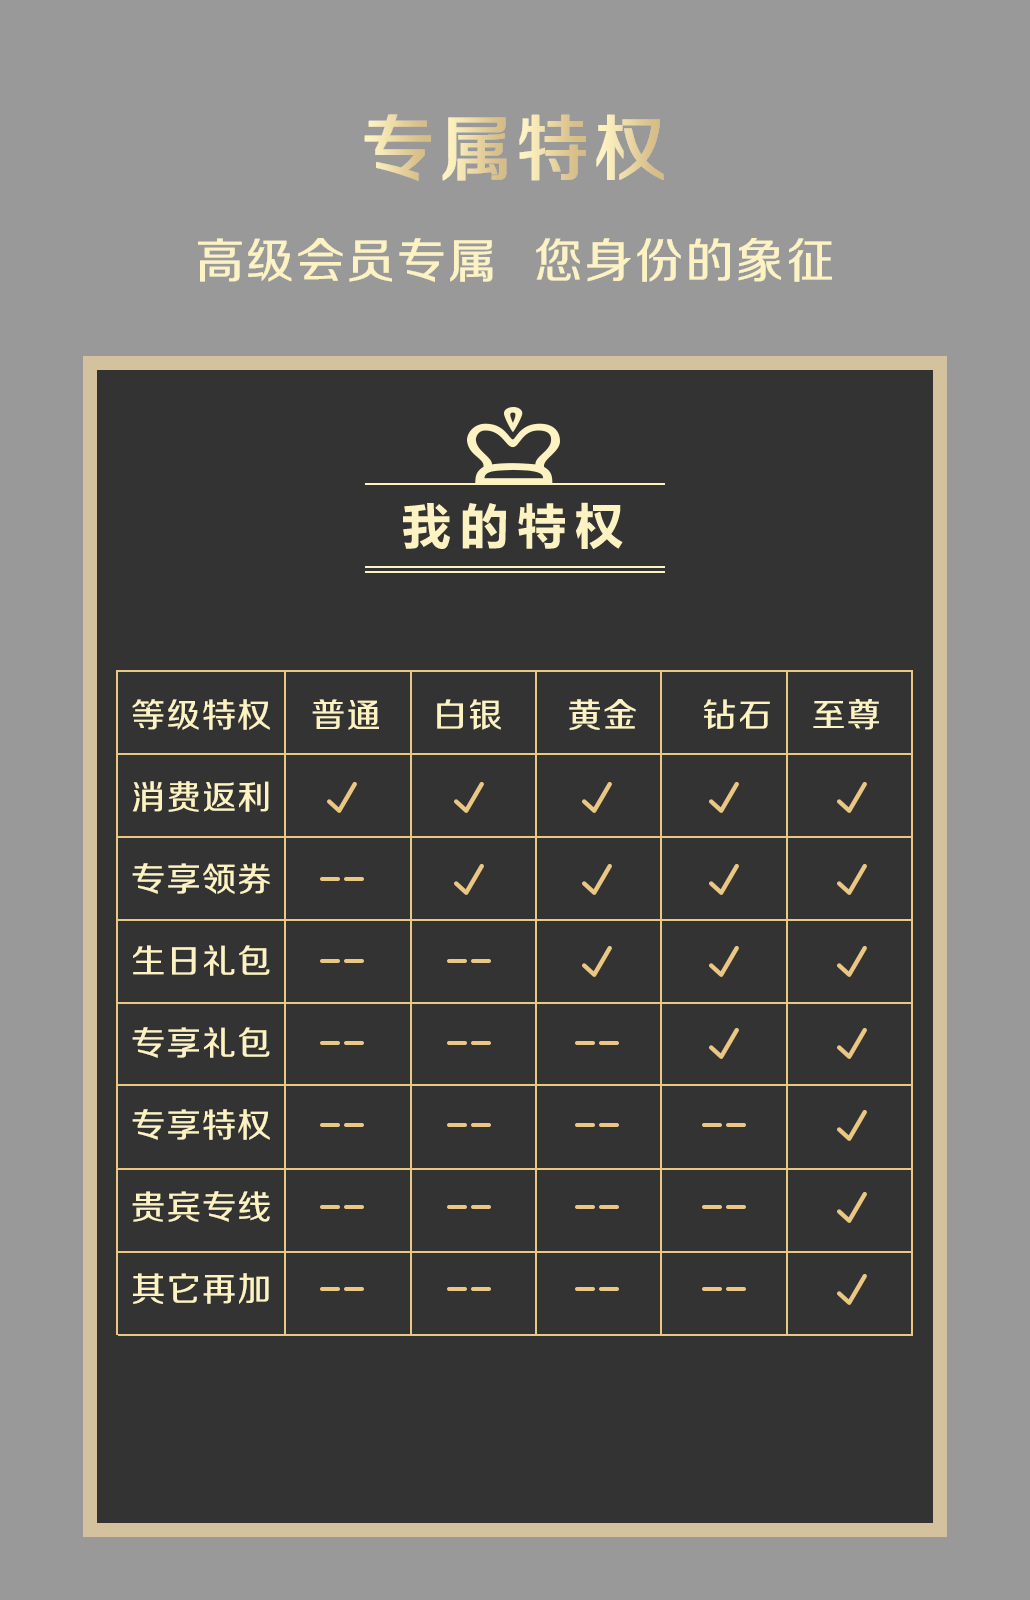 专属特权
高级会员专属 您身份的象征
我的特权
等级特权 普通 白银 黄金 钻石 至尊
消费返利 ✓ ✓ ✓ ✓ ✓
专享领券 -- ✓ ✓ ✓ ✓
生日礼包 -- -- ✓ ✓ ✓
专享礼包 -- -- -- ✓ ✓
专享特权 -- -- -- -- ✓
贵宾专线 -- -- -- -- ✓
其它再加 -- -- -- -- ✓